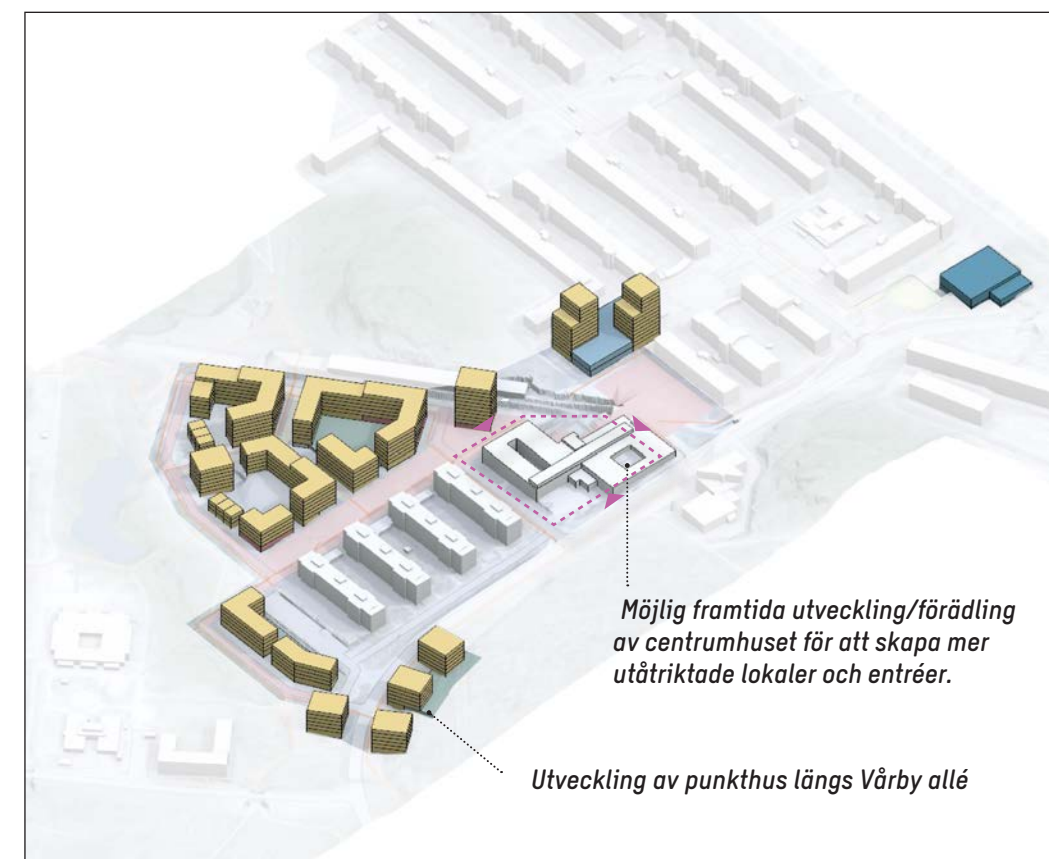 Möjlig framtida utveckling/förädling
av centrumhuset för att skapa mer
utåtriktade lokaler och entréer.
Utveckling av punkthus längs Vårby allé